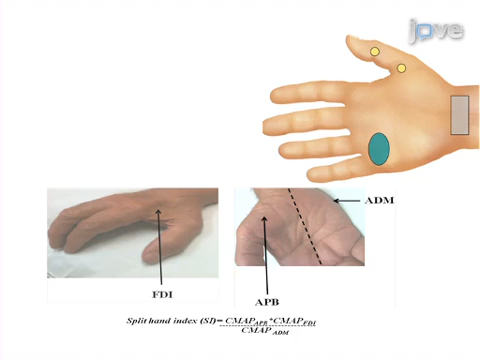 jove
ADM
FDI
APB
Split hand index (SI)= CMAP_APB*CMAP_FDI
CMAP_ADM